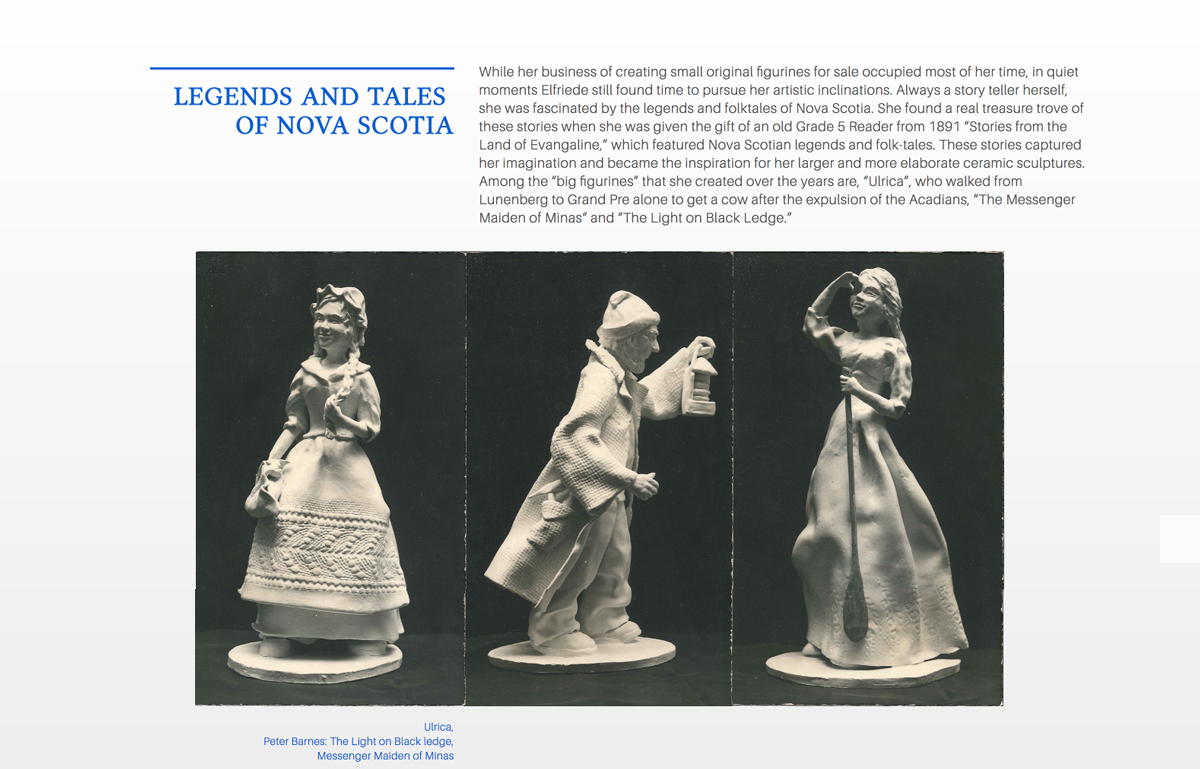 LEGENDS AND TALES
OF NOVA SCOTIA
While her business of creating small original figurines for sale occupied most of her time, in quiet
moments Elfriede still found time to pursue her artistic inclinations. Always a story teller herself,
she was fascinated by the legends and folktales of Nova Scotia. She found a real treasure trove of
these stories when she was given the gift of an old Grade 5 Reader from 1891 “Stories from the
Land of Evangaline,” which featured Nova Scotian legends and folk-tales. These stories captured
her imagination and became the inspiration for her larger and more elaborate ceramic sculptures.
Among the “big figurines” that she created over the years are, “Ulrica”, who walked from
Lunenberg to Grand Pre alone to get a cow after the expulsion of the Acadians, “The Messenger
Maiden of Minas” and “The Light on Black Ledge.”
Ulrica,
Peter Barnes: The Light on Black ledge,
Messenger Maiden of Minas